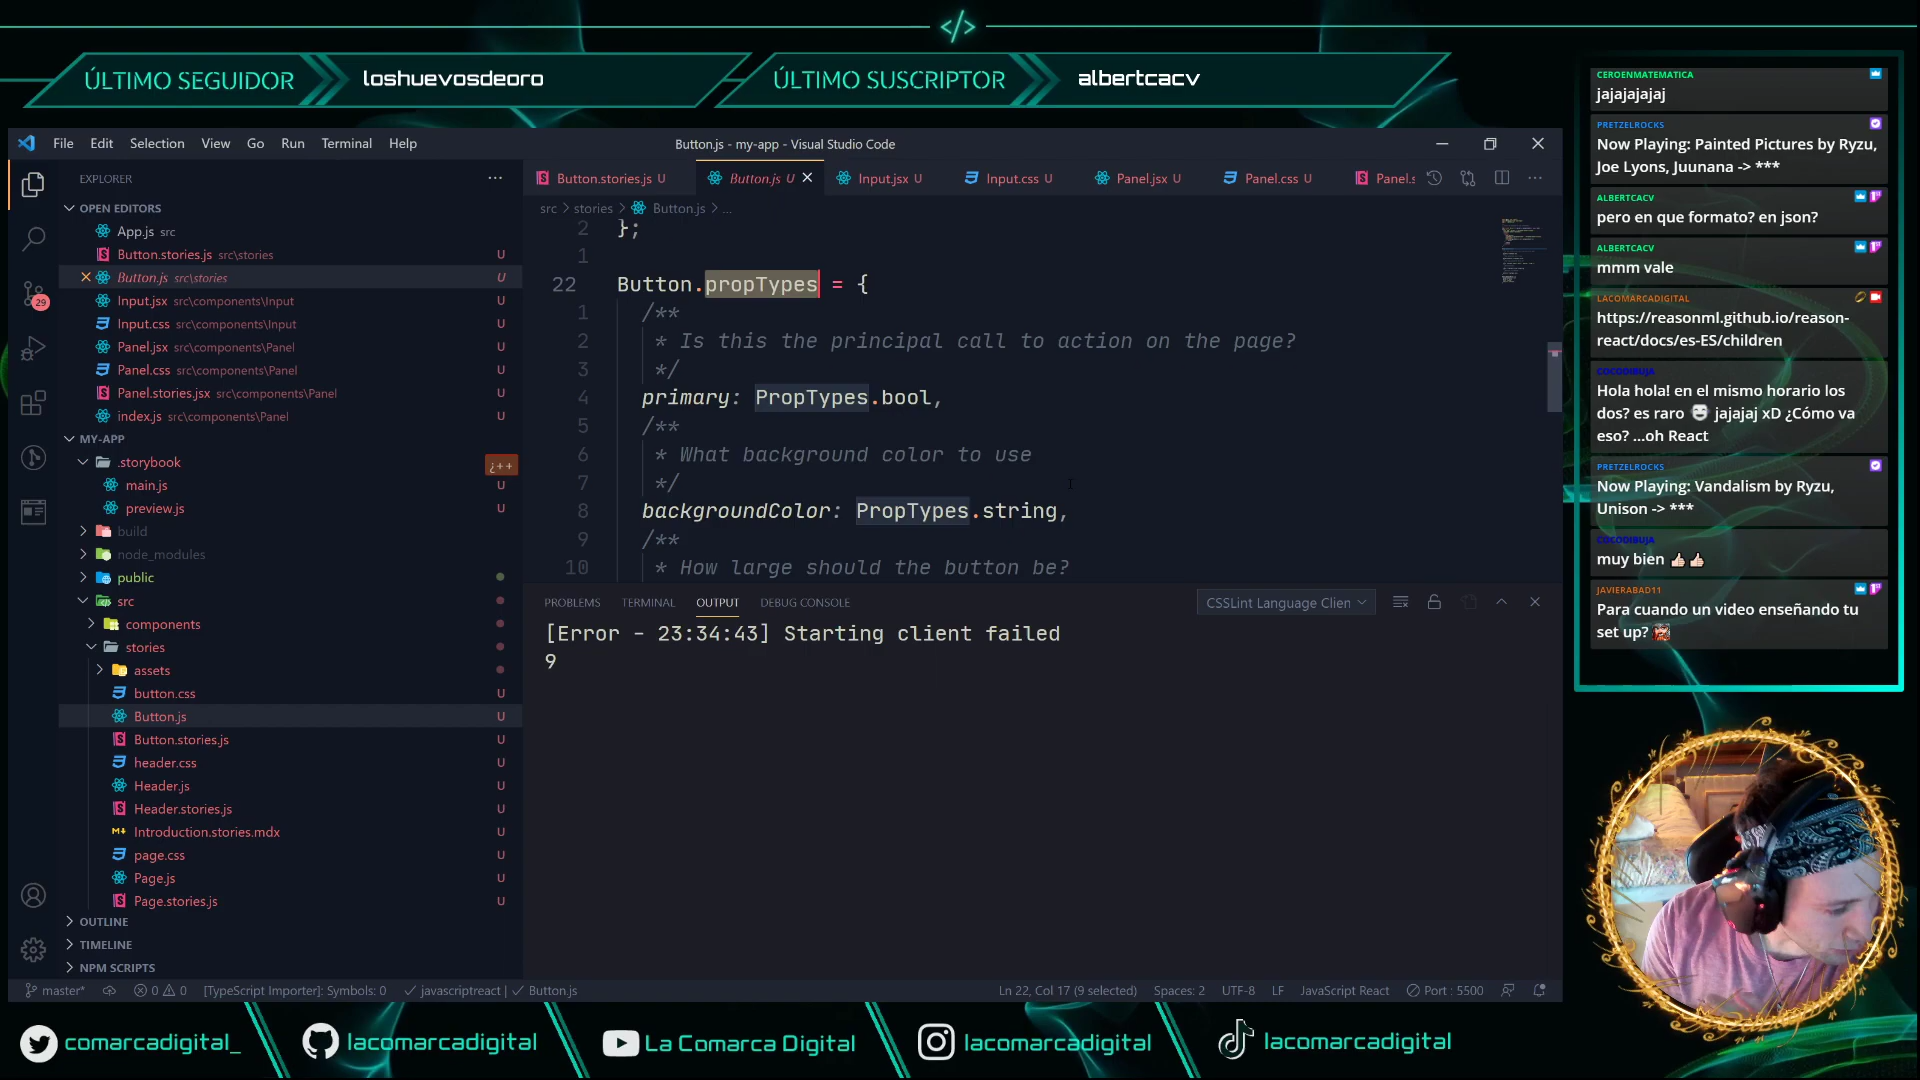 </>
ÚLTIMO SEGUIDOR
loshuevosdeoro
ÚLTIMO SUSCRIPTOR
albertcacv
File Edit Selection View Go Run Terminal Help
Button.js - my-app - Visual Studio Code
EXPLORER
OPEN EDITORS
App.js src
Button.stories.js src\stories U
Button.js src\stories U
Input.jsx src\components\Input U
Input.css src\components\Input U
Panel.jsx src\components\Panel U
Panel.css src\components\Panel U
Panel.stories.jsx src\components\Panel U
index.js src\components\Panel U
MY-APP
.storybook ¿++
main.js U
preview.js U
build
node_modules
public
src
components
stories
assets
button.css U
Button.js U
Button.stories.js U
header.css U
Header.js U
Header.stories.js U
Introduction.stories.mdx U
page.css U
Page.js U
Page.stories.js U
OUTLINE
TIMELINE
NPM SCRIPTS
29
Button.stories.js U
Button.js U
Input.jsx U
Input.css U
Panel.jsx U
Panel.css U
Panel.s
src > stories > Button.js > ...
2 };
1
22 Button.propTypes = {
1 /**
2 * Is this the principal call to action on the page?
3 */
4 primary: PropTypes.bool,
5 /**
6 * What background color to use
7 */
8 backgroundColor: PropTypes.string,
9 /**
10 * How large should the button be?
PROBLEMS TERMINAL OUTPUT DEBUG CONSOLE
CSSLint Language Clien
[Error - 23:34:43] Starting client failed
9
master* 0 0 [TypeScript Importer]: Symbols: 0 javascriptreact | Button.js
Ln 22, Col 17 (9 selected) Spaces: 2 UTF-8 LF JavaScript React Port : 5500
CEROENMATEMATICA
jajajajajaj
PRETZELROCKS
Now Playing: Painted Pictures by Ryzu,
Joe Lyons, Juunana -> ***
ALBERTCACV
pero en que formato? en json?
ALBERTCACV
mmm vale
LACOMARCADIGITAL
https://reasonml.github.io/reason-
react/docs/es-ES/children
COCODIBUJA
Hola hola! en el mismo horario los
dos? es raro jajajaj xD ¿Cómo va
eso? ...oh React
PRETZELROCKS
Now Playing: Vandalism by Ryzu,
Unison -> ***
COCODIBUJA
muy bien 👍🏻👍🏻
JAVIERABAD11
Para cuando un video enseñando tu
set up?
comarcadigital_
lacomarcadigital
La Comarca Digital
lacomarcadigital
lacomarcadigital